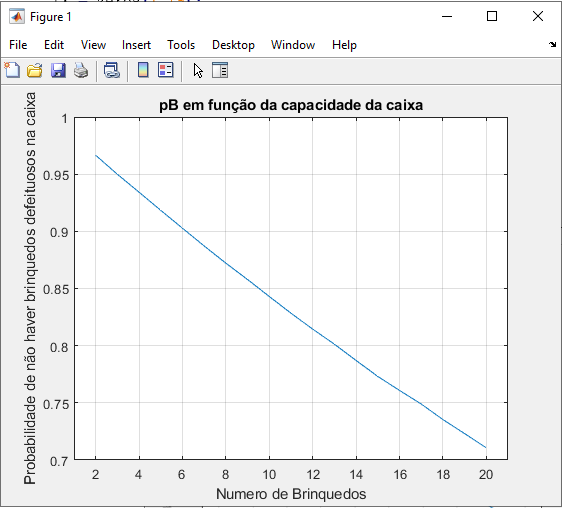 Figure 1
File Edit View Insert Tools Desktop Window Help
pB em função da capacidade da caixa
Probabilidade de não haver brinquedos defeituosos na caixa
1
0.95
0.9
0.85
0.8
0.75
0.7
2 4 6 8 10 12 14 16 18 20
Numero de Brinquedos